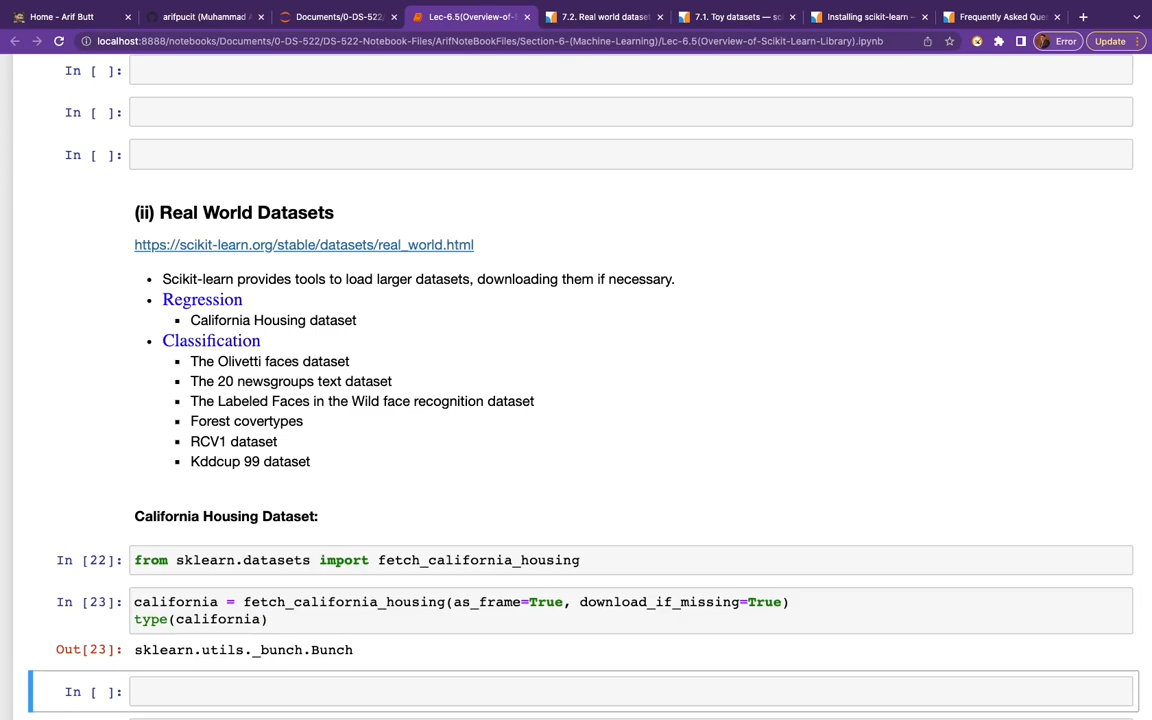 Home - Arif Butt
arifpucit (Muhammad A
Documents/0-DS-522/
Lec-6.5(Overview-of-S
7.2. Real world dataset
7.1. Toy datasets — sc
Installing scikit-learn —
Frequently Asked Ques
localhost:8888/notebooks/Documents/0-DS-522/DS-522-Notebook-Files/ArifNoteBookFiles/Section-6-(Machine-Learning)/Lec-6.5(Overview-of-Scikit-Learn-Library).ipynb
Error
Update
In [ ]:
In [ ]:
In [ ]:
(ii) Real World Datasets
https://scikit-learn.org/stable/datasets/real_world.html
• Scikit-learn provides tools to load larger datasets, downloading them if necessary.
• Regression
▪ California Housing dataset
• Classification
▪ The Olivetti faces dataset
▪ The 20 newsgroups text dataset
▪ The Labeled Faces in the Wild face recognition dataset
▪ Forest covertypes
▪ RCV1 dataset
▪ Kddcup 99 dataset
California Housing Dataset:
In [22]: from sklearn.datasets import fetch_california_housing
In [23]: california = fetch_california_housing(as_frame=True, download_if_missing=True)
type(california)
Out[23]: sklearn.utils._bunch.Bunch
In [ ]: